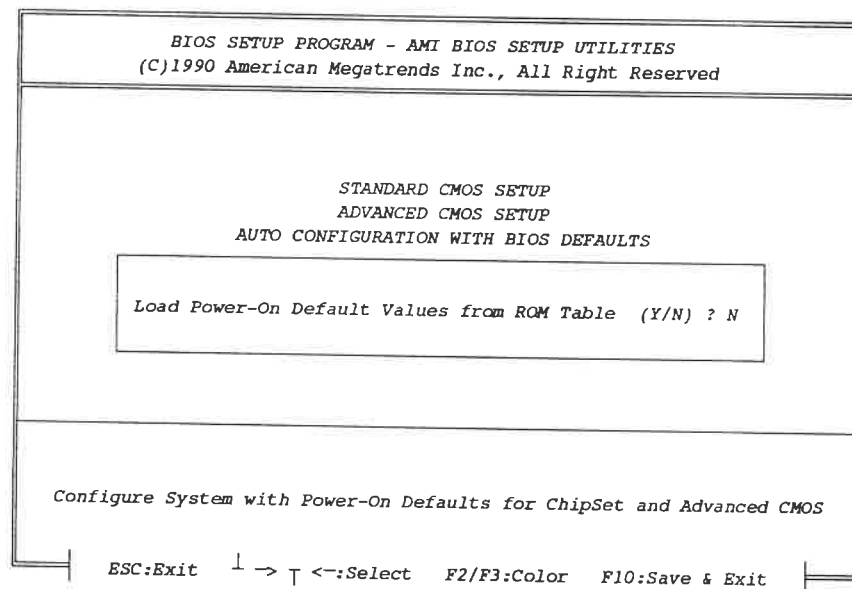 BIOS SETUP PROGRAM - AMI BIOS SETUP UTILITIES
(C)1990 American Megatrends Inc., All Right Reserved
STANDARD CMOS SETUP
ADVANCED CMOS SETUP
AUTO CONFIGURATION WITH BIOS DEFAULTS
Load Power-On Default Values from ROM Table (Y/N) ? N
Configure System with Power-On Defaults for ChipSet and Advanced CMOS
ESC:Exit ┴ -> ┬ <-:Select F2/F3:Color F10:Save & Exit